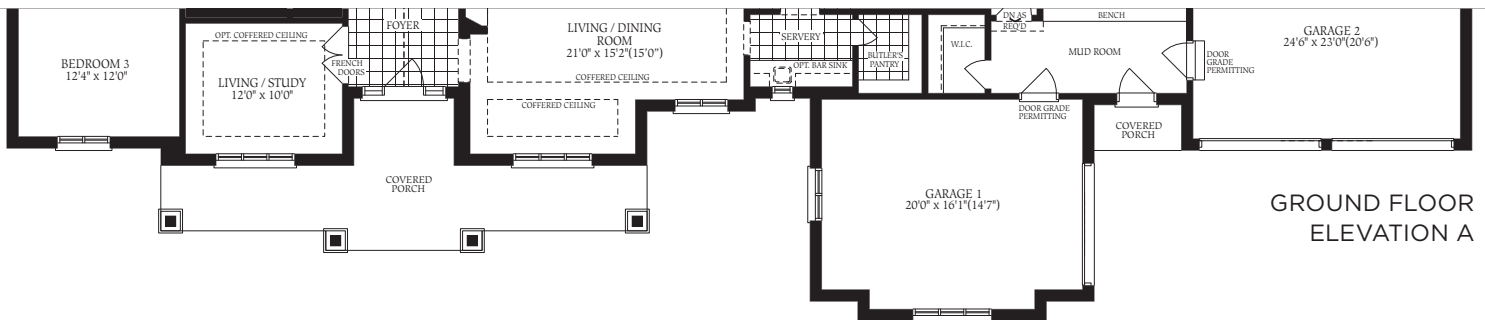 BEDROOM 3
12'4" x 12'0"
OPT. COFFERED CEILING
LIVING / STUDY
12'0" x 10'0"
FOYER
FRENCH
DOORS
LIVING / DINING
ROOM
21'0" x 15'2"(15'0")
COFFERED CEILING
COFFERED CEILING
COVERED
PORCH
SERVERY
OPT. BAR SINK
BUTLER'S
PANTRY
W.I.C.
DN AS
REQ'D
BENCH
MUD ROOM
DOOR
GRADE
PERMITTING
DOOR GRADE
PERMITTING
COVERED
PORCH
GARAGE 2
24'6" x 23'0"(20'6")
GARAGE 1
20'0" x 16'1"(14'7")
GROUND FLOOR
ELEVATION A